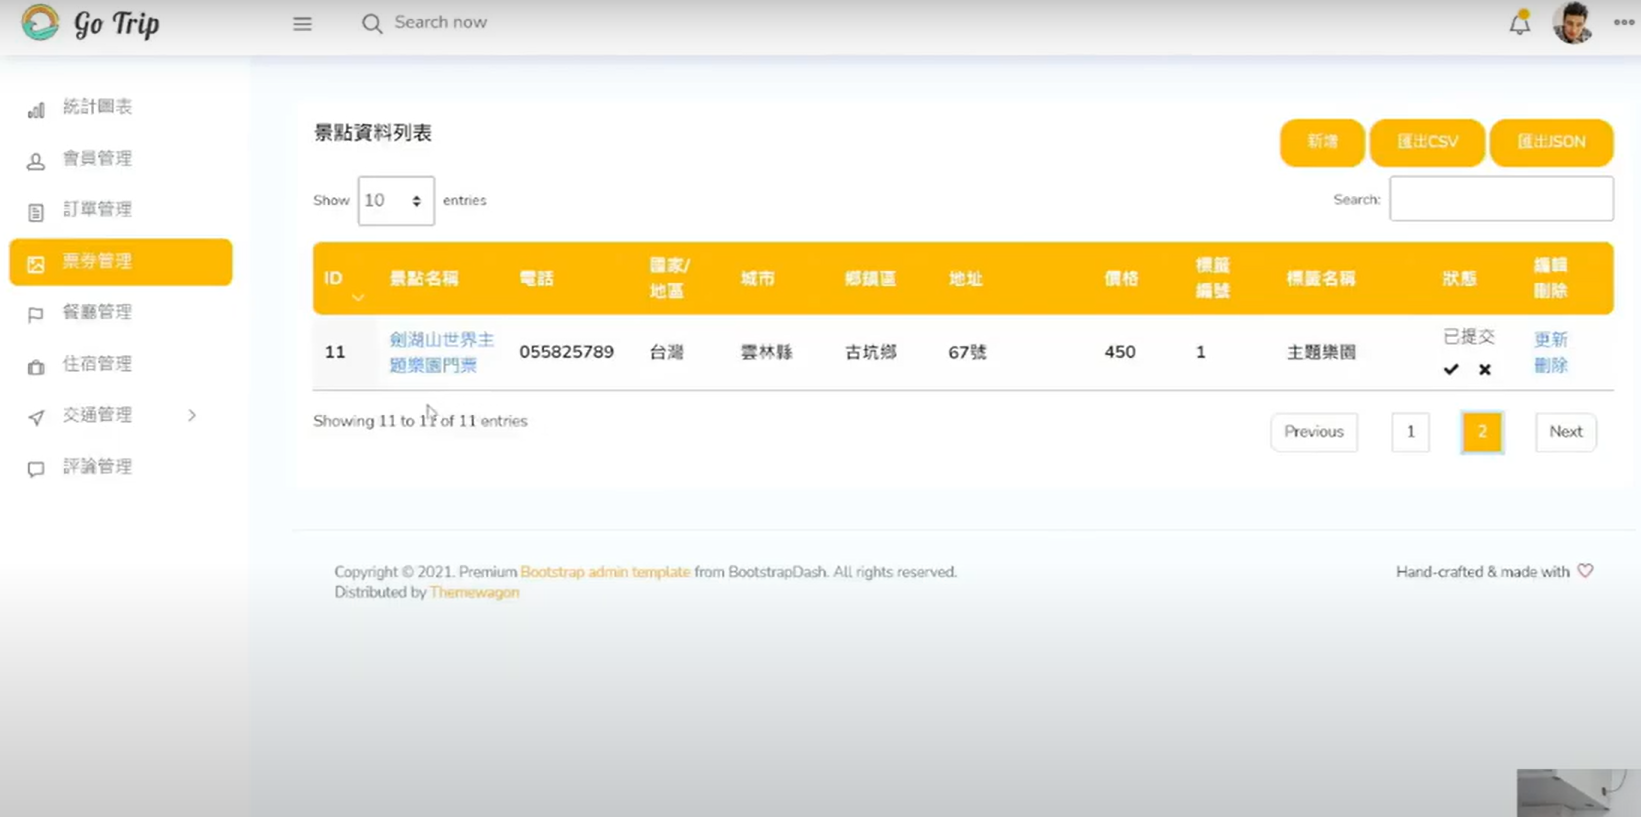 Go Trip
Search now
統計圖表
會員管理
訂單管理
票券管理
餐廳管理
住宿管理
交通管理
評論管理
景點資料列表
新增 匯出CSV 匯出JSON
Show 10 entries
Search:
ID 景點名稱 電話 國家/地區 城市 鄉鎮區 地址 價格 標籤編號 標籤名稱 狀態 編輯刪除
11 劍湖山世界主題樂園門票 055825789 台灣 雲林縣 古坑鄉 67號 450 1 主題樂園 已提交 更新 刪除
Showing 11 to 11 of 11 entries
Previous 1 2 Next
Copyright © 2021. Premium Bootstrap admin template from BootstrapDash. All rights reserved.
Hand-crafted & made with
Distributed by Themewagon